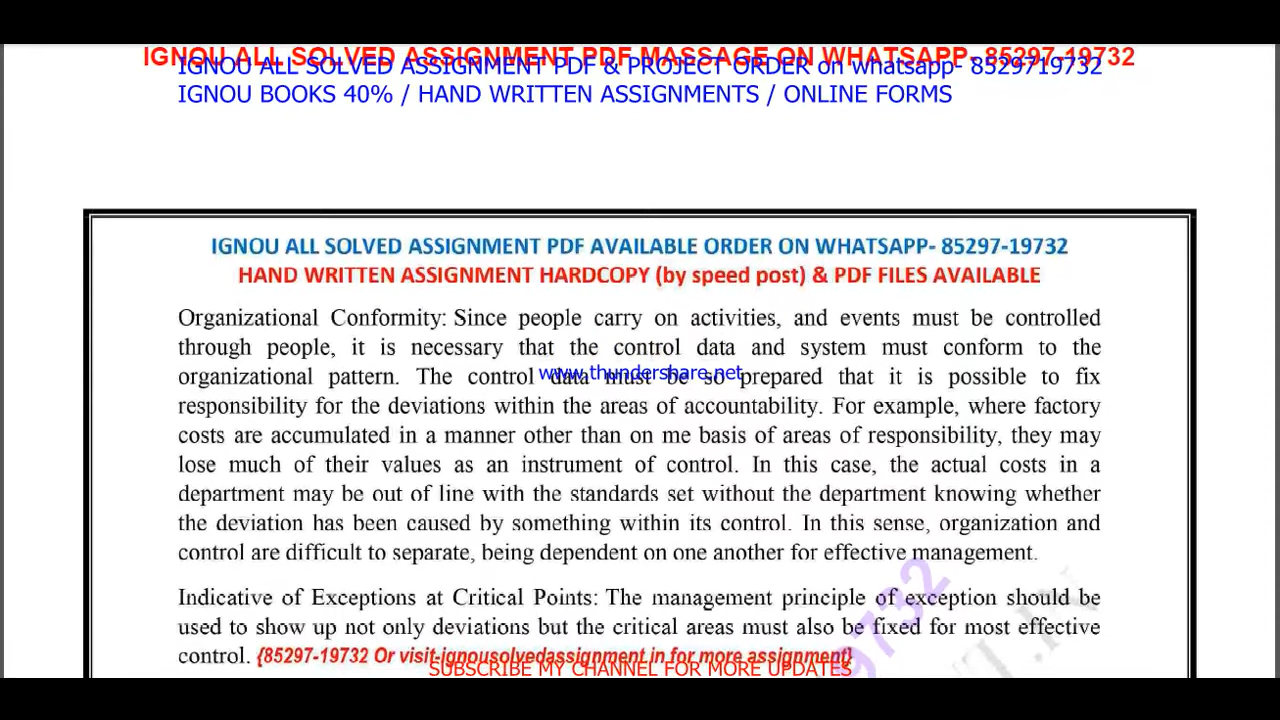 IGNOU ALL SOLVED ASSIGNMENT PDF MASSAGE ON WHATSAPP- 85297-19732
IGNOU ALL SOLVED ASSIGNMENT PDF & PROJECT ORDER on whatsapp- 8529719732
IGNOU BOOKS 40% / HAND WRITTEN ASSIGNMENTS / ONLINE FORMS
IGNOU ALL SOLVED ASSIGNMENT PDF AVAILABLE ORDER ON WHATSAPP- 85297-19732
HAND WRITTEN ASSIGNMENT HARDCOPY (by speed post) & PDF FILES AVAILABLE
Organizational Conformity: Since people carry on activities, and events must be controlled
through people, it is necessary that the control data and system must conform to the
organizational pattern. The control data must be so prepared that it is possible to fix
www.thundershare.net
responsibility for the deviations within the areas of accountability. For example, where factory
costs are accumulated in a manner other than on me basis of areas of responsibility, they may
lose much of their values as an instrument of control. In this case, the actual costs in a
department may be out of line with the standards set without the department knowing whether
the deviation has been caused by something within its control. In this sense, organization and
control are difficult to separate, being dependent on one another for effective management.
Indicative of Exceptions at Critical Points: The management principle of exception should be
used to show up not only deviations but the critical areas must also be fixed for most effective
control. {85297-19732 Or visit-ignousolvedassignment.in for more assignment}
SUBSCRIBE MY CHANNEL FOR MORE UPDATES